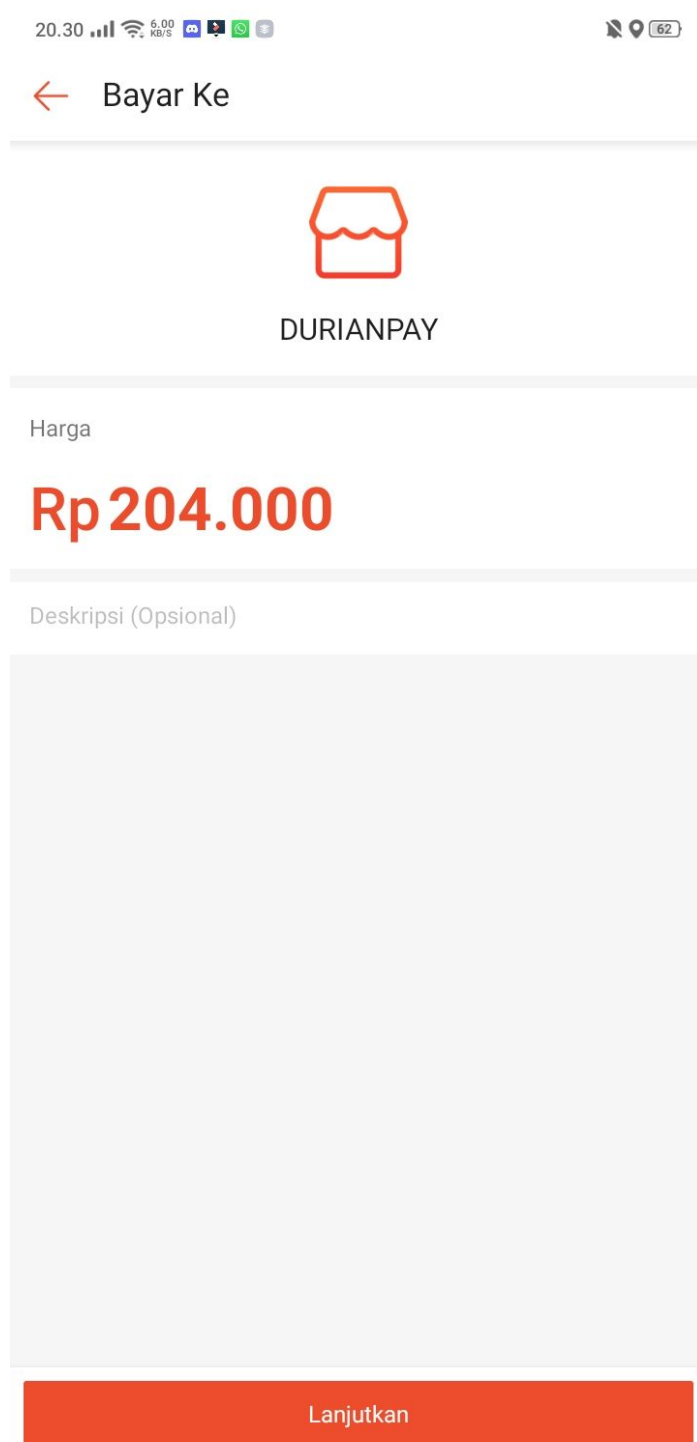 20.30 6.00 KB/S 62
Bayar Ke
DURIANPAY
Harga
Rp 204.000
Deskripsi (Opsional)
Lanjutkan